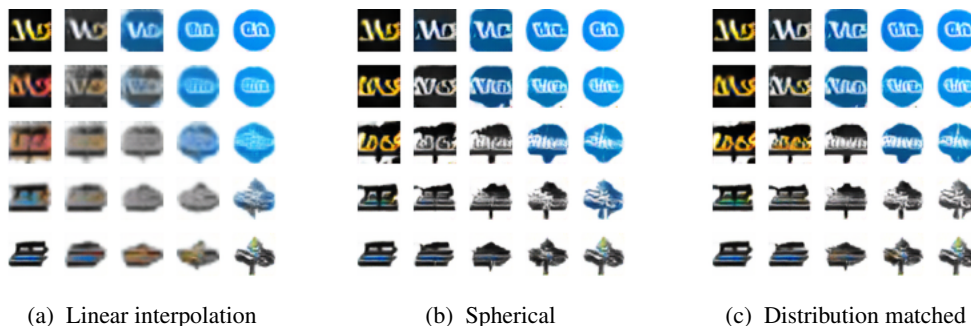 (a) Linear interpolation
(b) Spherical
(c) Distribution matched